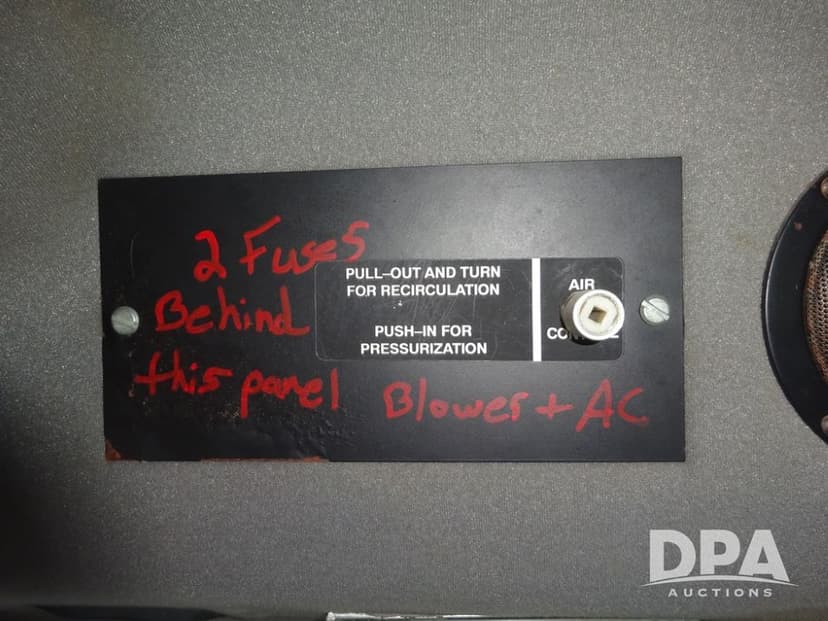 2 Fuses
Behind
this panel
Blower + AC
PULL–OUT AND TURN
FOR RECIRCULATION
PUSH–IN FOR
PRESSURIZATION
AIR
DPA
AUCTIONS